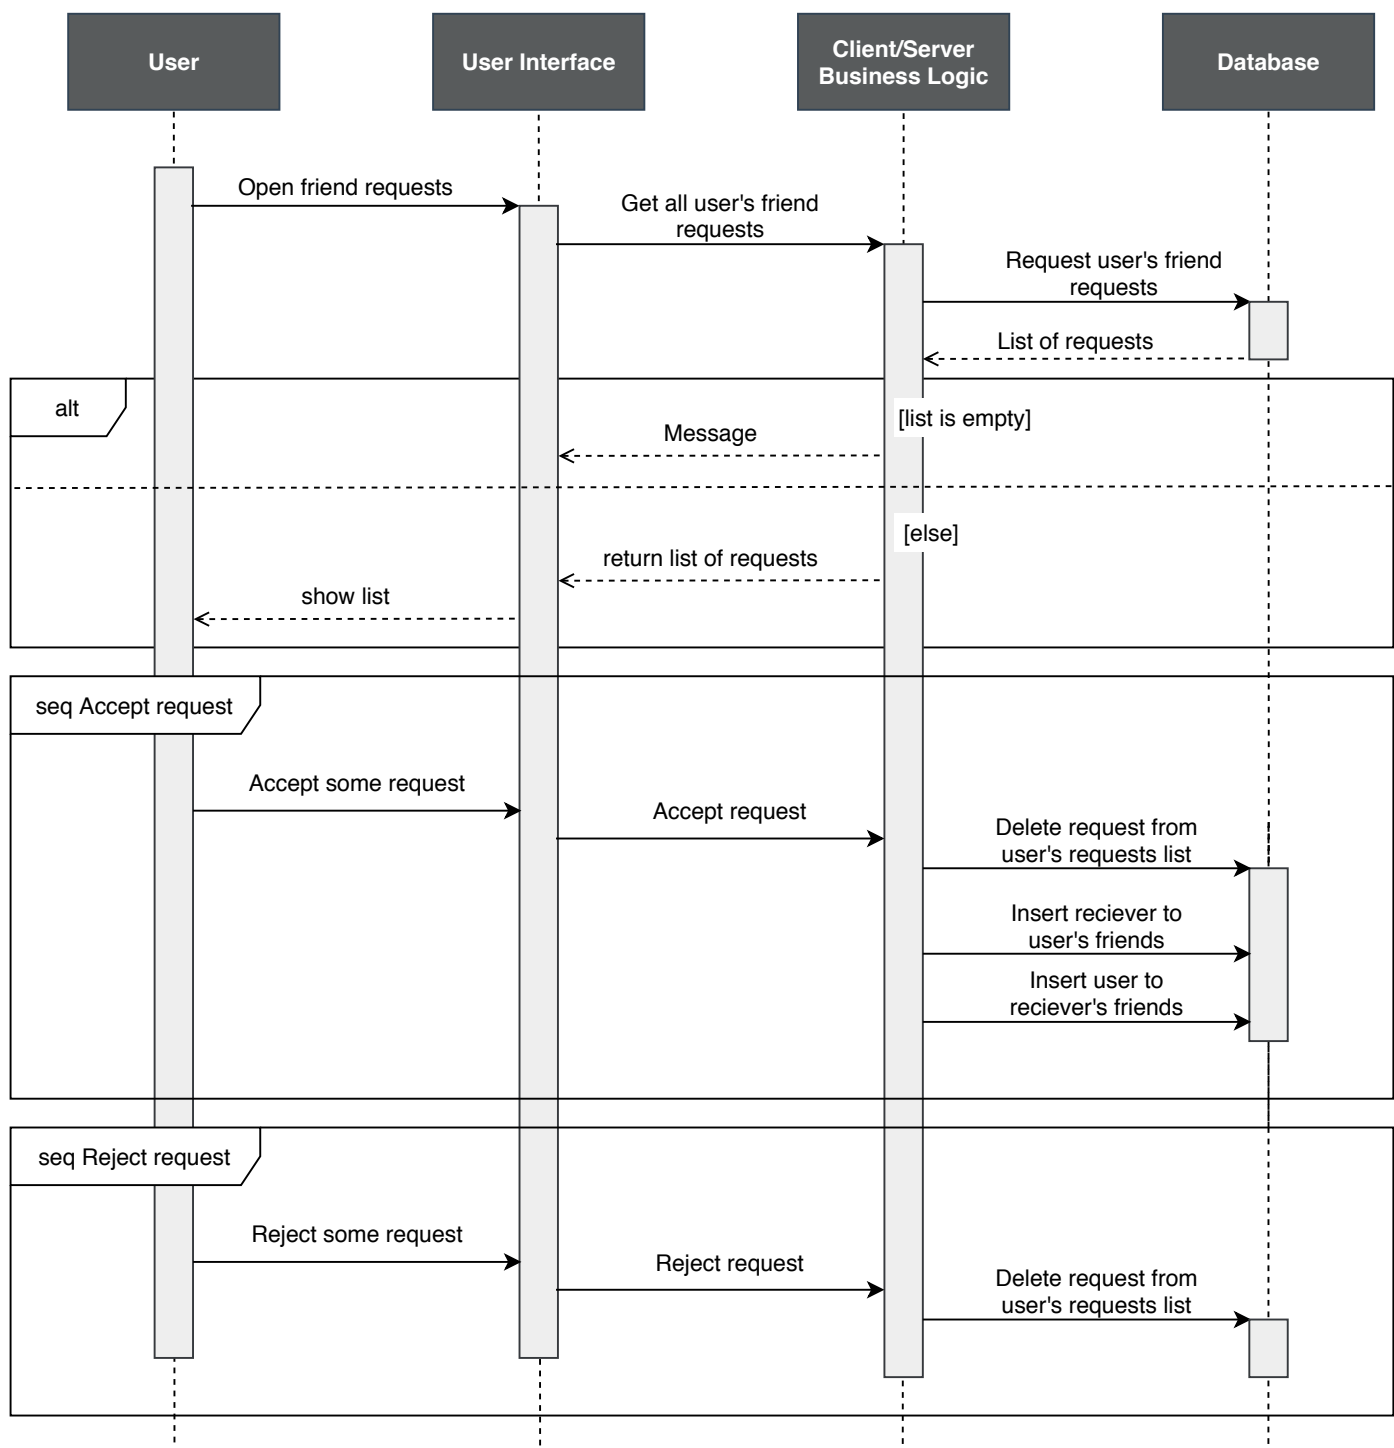 User
User Interface
Client/Server
Business Logic
Database
Open friend requests
Get all user's friend
requests
Request user's friend
requests
List of requests
alt
[list is empty]
Message
[else]
return list of requests
show list
seq Accept request
Accept some request
Accept request
Delete request from
user's requests list
Insert reciever to
user's friends
Insert user to
reciever's friends
seq Reject request
Reject some request
Reject request
Delete request from
user's requests list